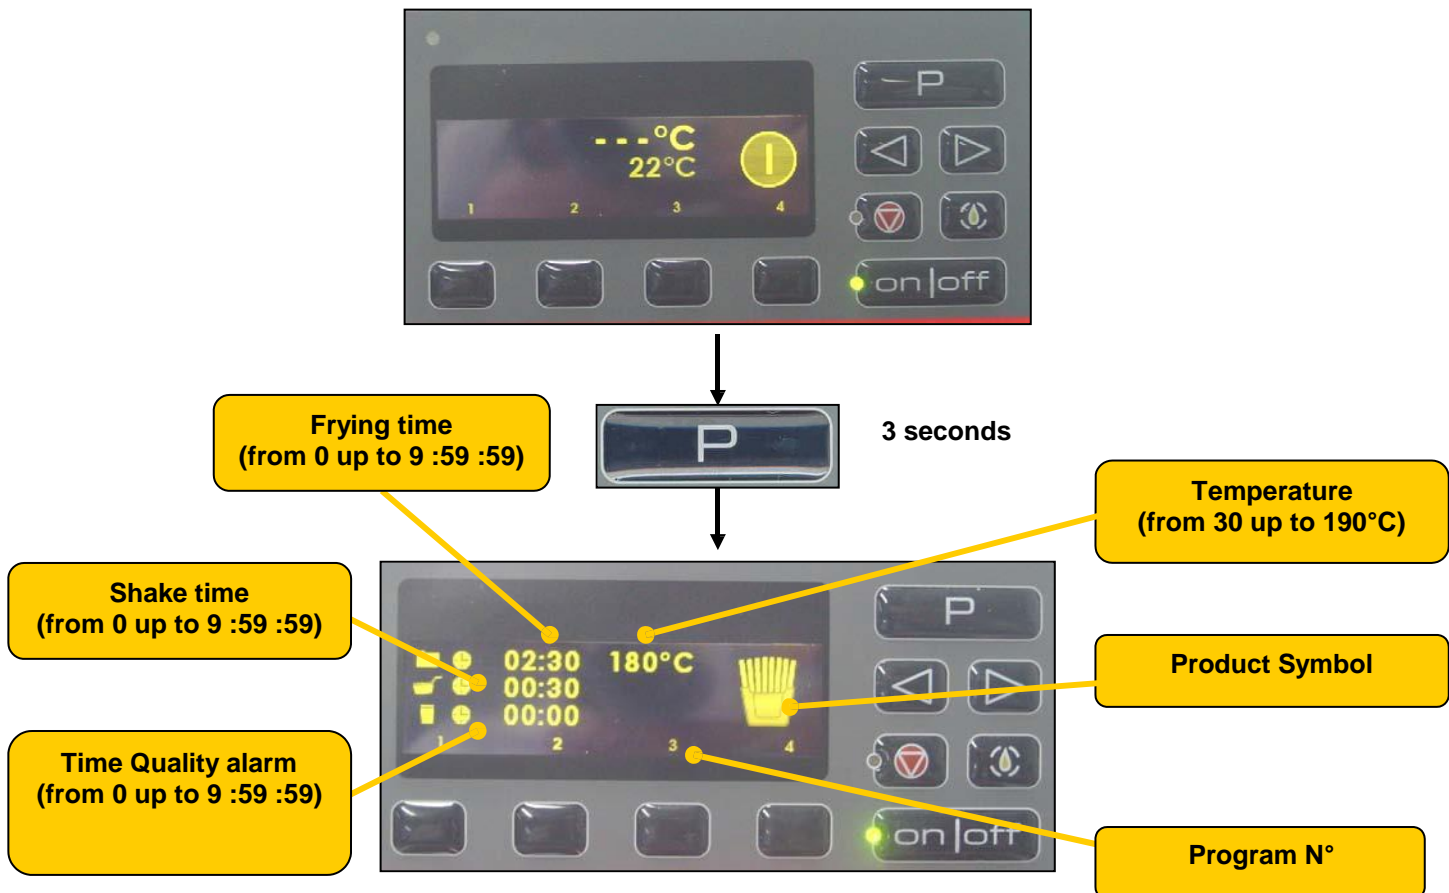 P
- - -°C
22°C
1 2 3 4
on|off
P
3 seconds
Frying time
(from 0 up to 9 :59 :59)
Temperature
(from 30 up to 190°C)
Shake time
(from 0 up to 9 :59 :59)
P
02:30 180°C
00:30
00:00
1 2 3 4
on|off
Product Symbol
Time Quality alarm
(from 0 up to 9 :59 :59)
Program N°